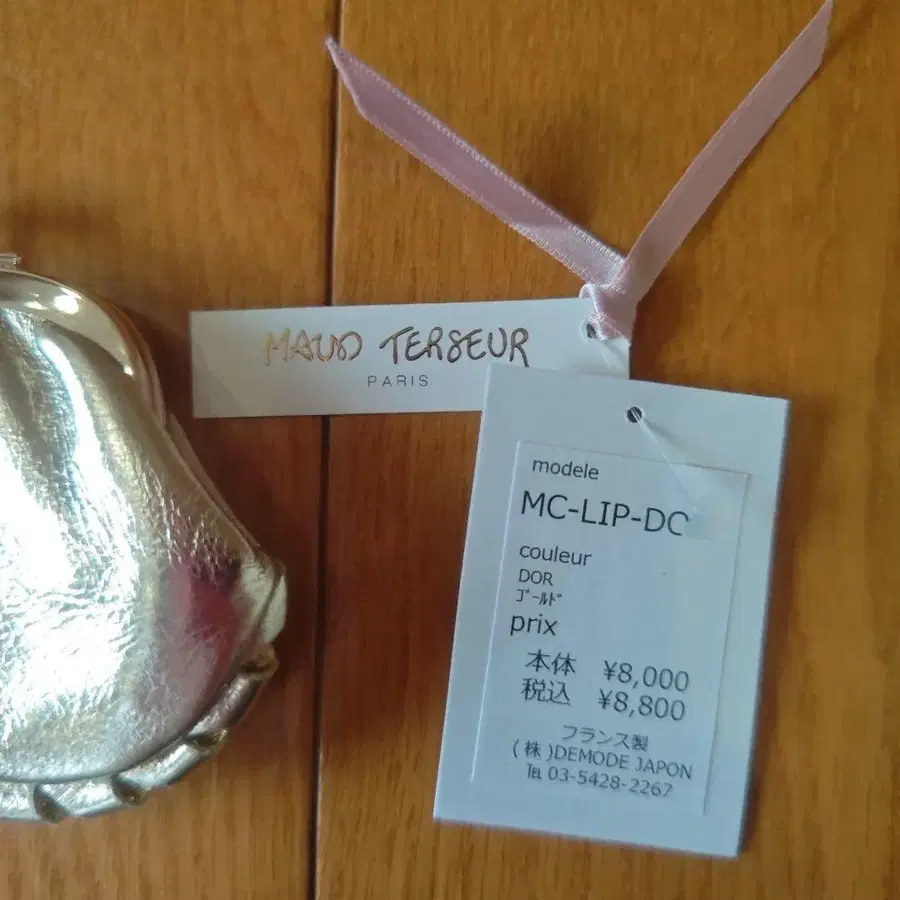 MAUD TERSEUR
PARIS
modele
MC-LIP-DO
couleur
DOR
ｺﾞｰﾙﾄﾞ
prix
本体 ¥8,000
税込 ¥8,800
フランス製
(株)DEMODE JAPON
℡ 03-5428-2267